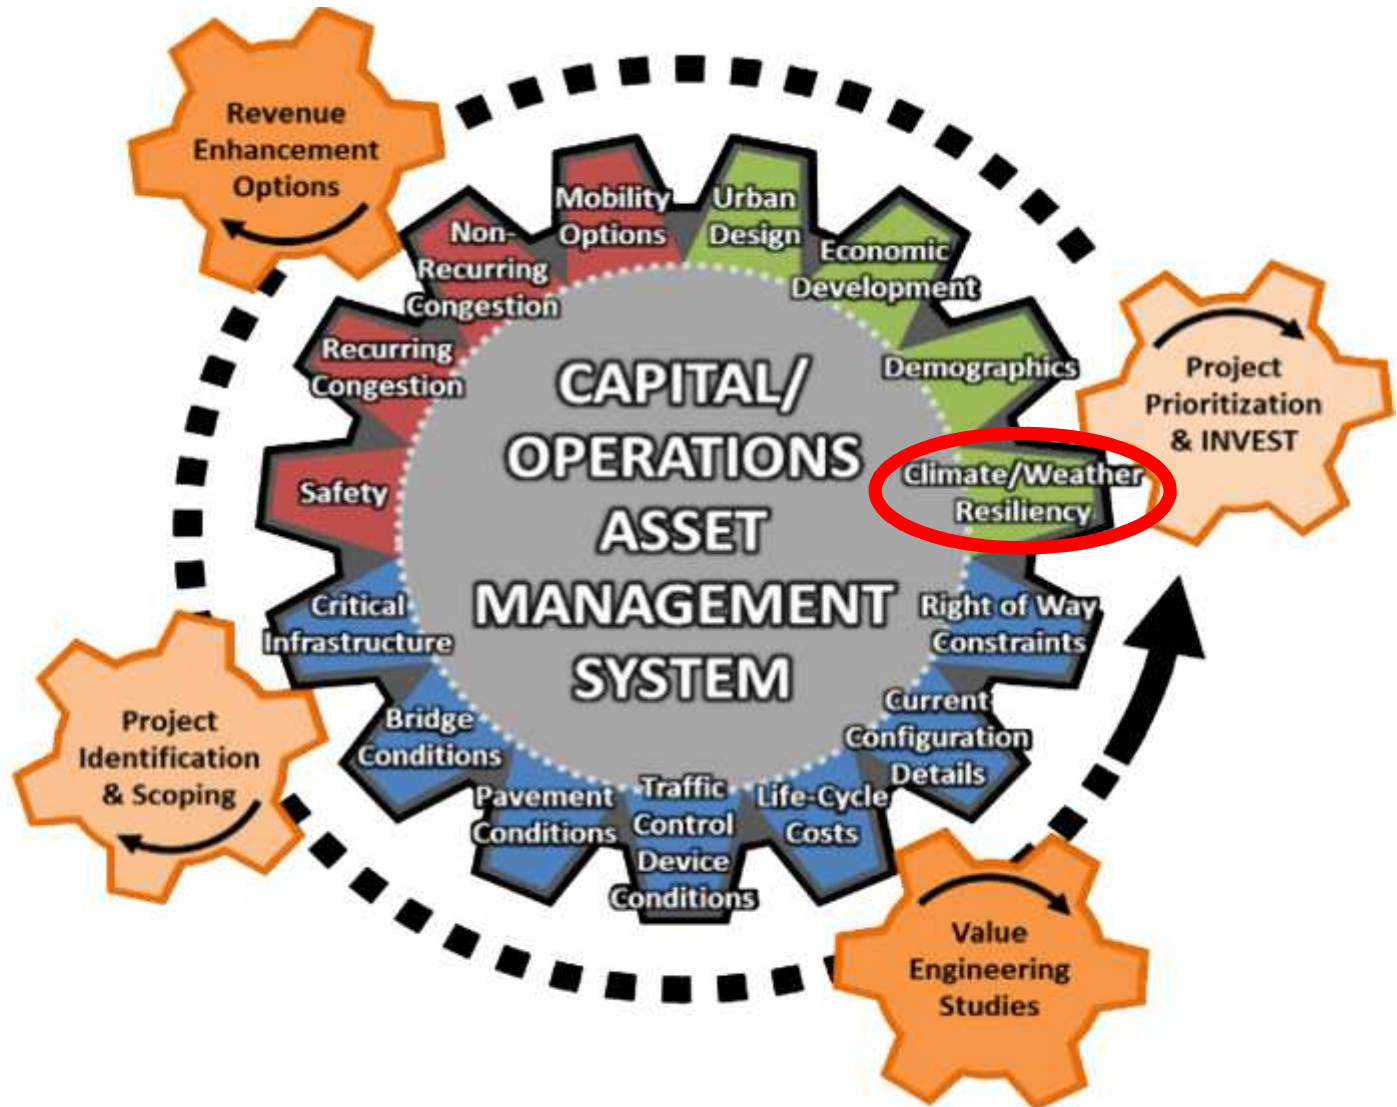 Revenue
Enhancement
Options
Mobility
Options
Urban
Design
Non-
Recurring
Congestion
Economic
Development
Recurring
Congestion
Demographics
Project
Prioritization
& INVEST
CAPITAL/
OPERATIONS
ASSET
MANAGEMENT
SYSTEM
Safety
Climate/Weather
Resiliency
Critical
Infrastructure
Right of Way
Constraints
Project
Identification
& Scoping
Bridge
Conditions
Current
Configuration
Details
Pavement
Conditions
Traffic
Control
Device
Conditions
Life-Cycle
Costs
Value
Engineering
Studies